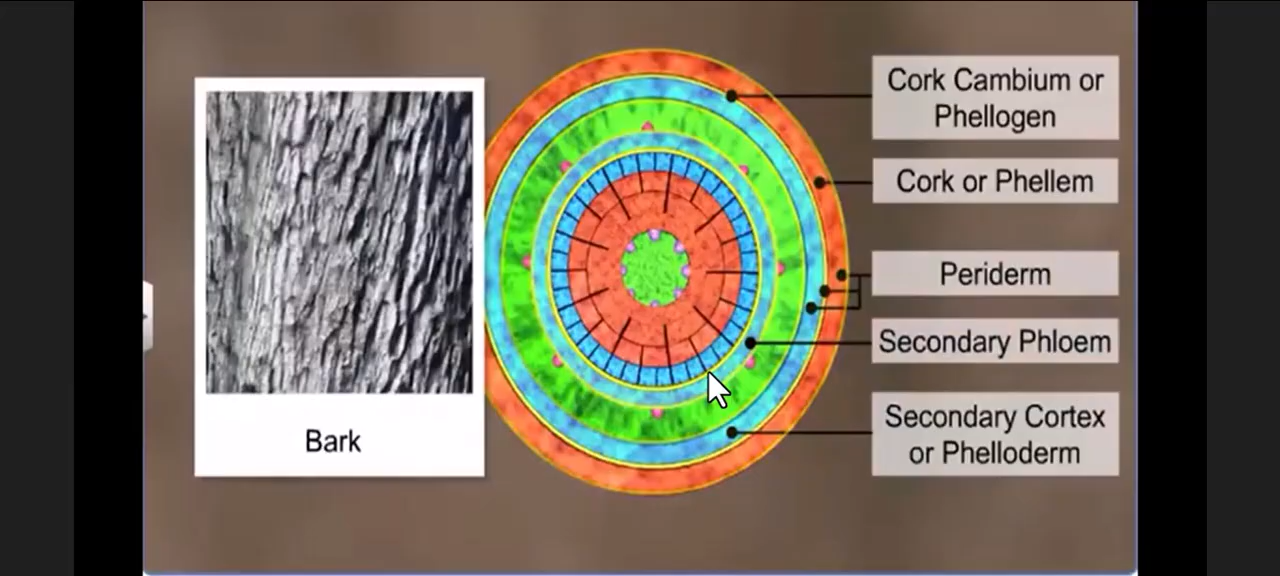 Bark
Cork Cambium or
Phellogen
Cork or Phellem
Periderm
Secondary Phloem
Secondary Cortex
or Phelloderm